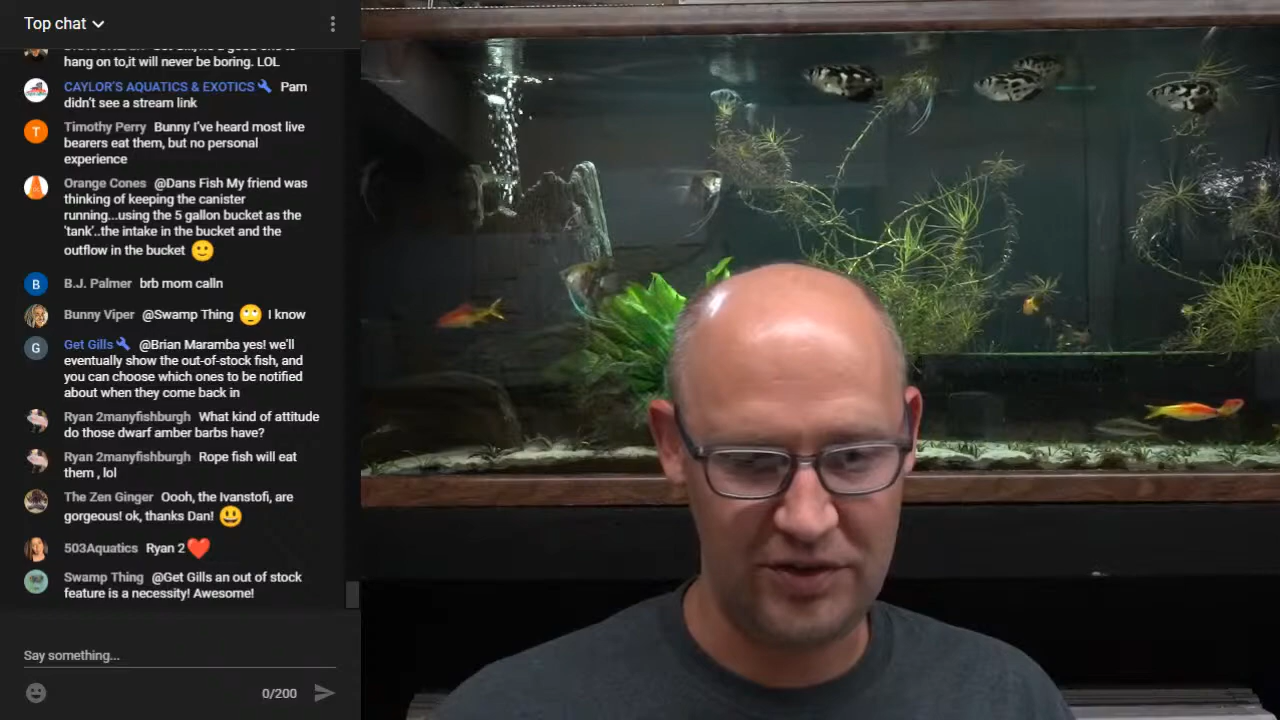 Top chat
hang on to,it will never be boring. LOL
CAYLOR'S AQUATICS & EXOTICS Pam
didn't see a stream link
Timothy Perry Bunny I've heard most live
bearers eat them, but no personal
experience
Orange Cones @Dans Fish My friend was
thinking of keeping the canister
running...using the 5 gallon bucket as the
'tank'..the intake in the bucket and the
outflow in the bucket 🙂
B.J. Palmer brb mom calln
Bunny Viper @Swamp Thing 🙄 I know
Get Gills @Brian Maramba yes! we'll
eventually show the out-of-stock fish, and
you can choose which ones to be notified
about when they come back in
Ryan 2manyfishburgh What kind of attitude
do those dwarf amber barbs have?
Ryan 2manyfishburgh Rope fish will eat
them , lol
The Zen Ginger Oooh, the Ivanstofi, are
gorgeous! ok, thanks Dan! 😃
503Aquatics Ryan 2❤️
Swamp Thing @Get Gills an out of stock
feature is a necessity! Awesome!
Say something...
0/200
T
B
G